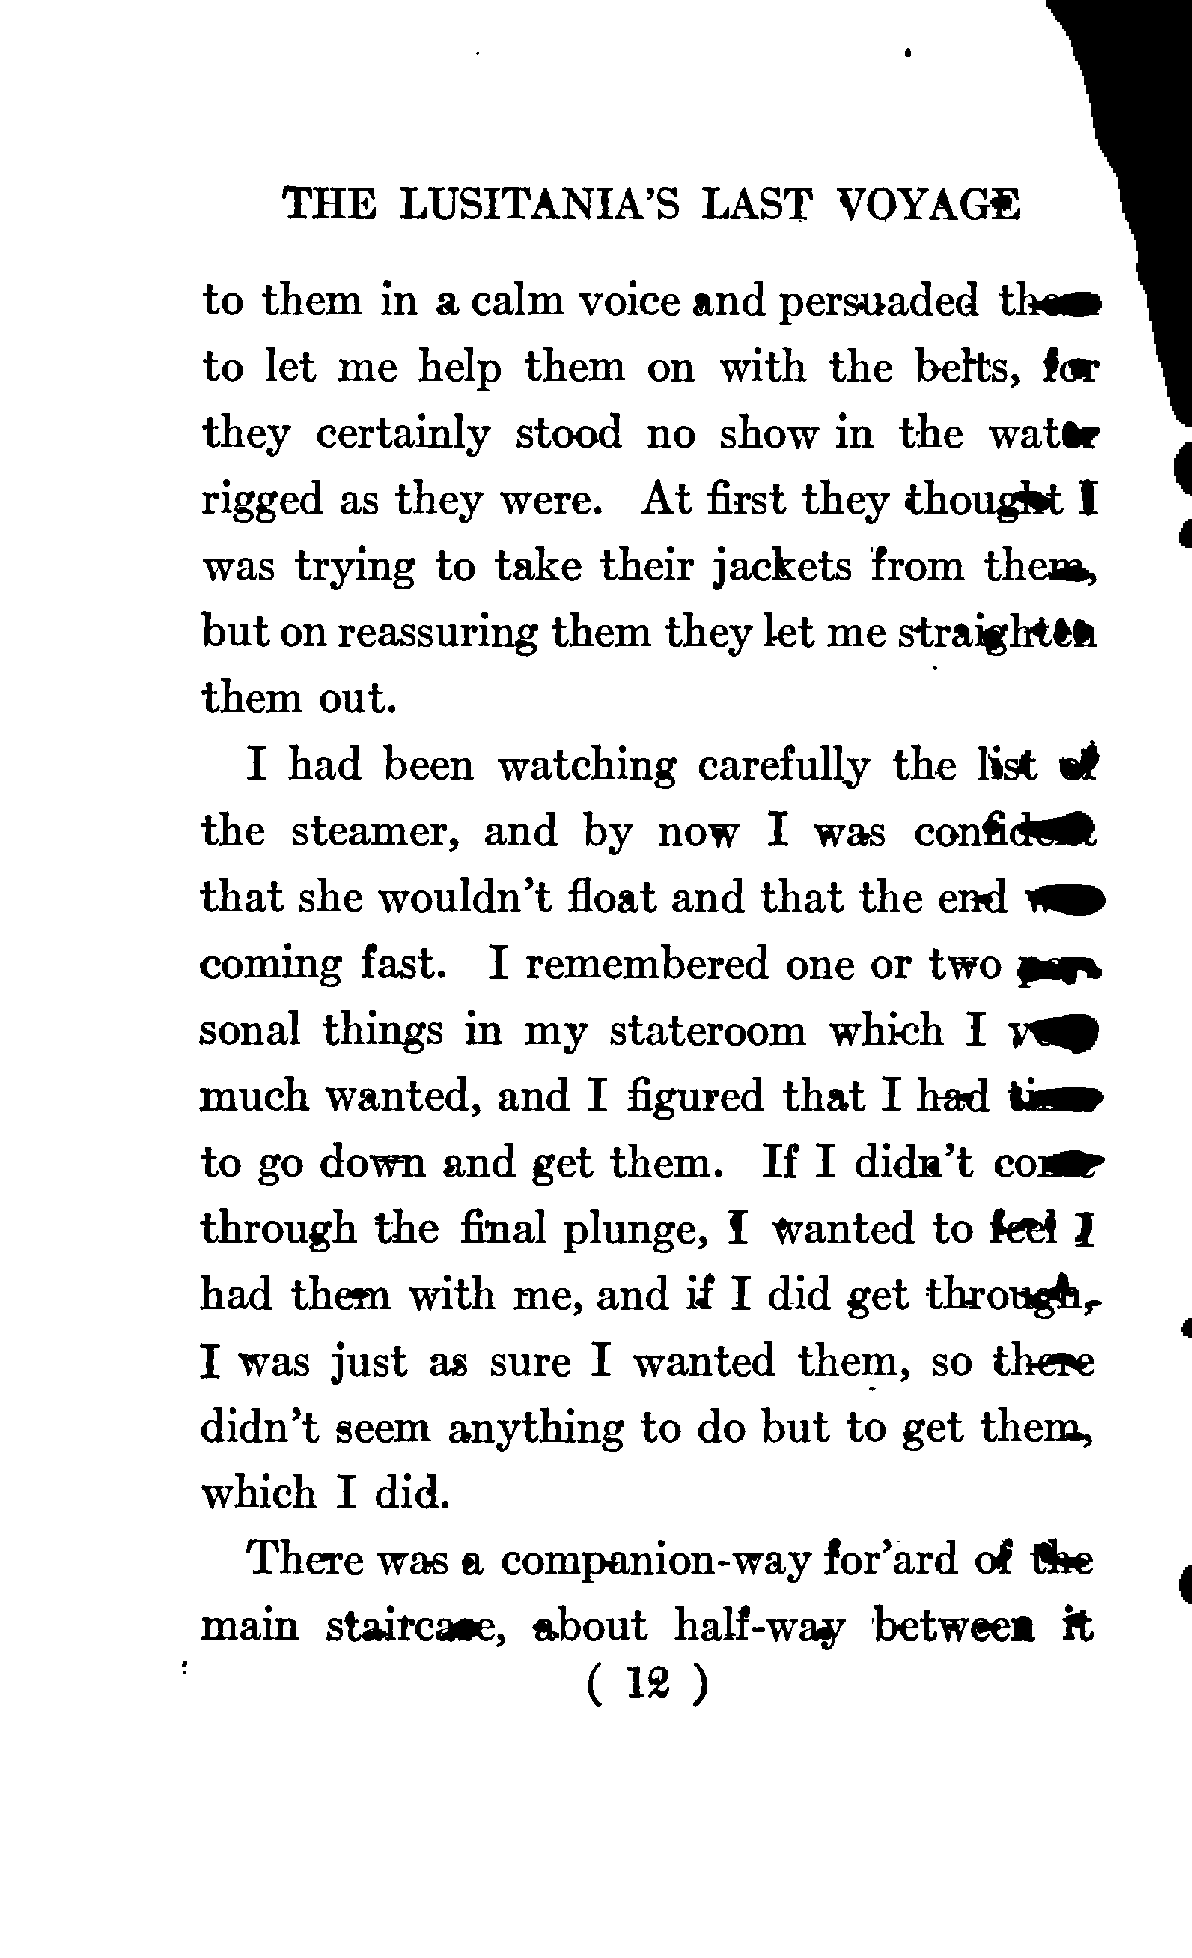 THE LUSITANIA'S LAST VOYAGE
to them in a calm voice and persuaded them
to let me help them on with the belts, for
they certainly stood no show in the water
rigged as they were. At first they thought I
was trying to take their jackets from them,
but on reassuring them they let me straighten
them out.
I had been watching carefully the list of
the steamer, and by now I was confident
that she wouldn't float and that the end
coming fast. I remembered one or two per-
sonal things in my stateroom which I very
much wanted, and I figured that I had time
to go down and get them. If I didn't come
through the final plunge, I wanted to feel I
had them with me, and if I did get through,
I was just as sure I wanted them, so there
didn't seem anything to do but to get them,
which I did.
There was a companion-way for'ard of the
main staircase, about half-way between it
( 12 )